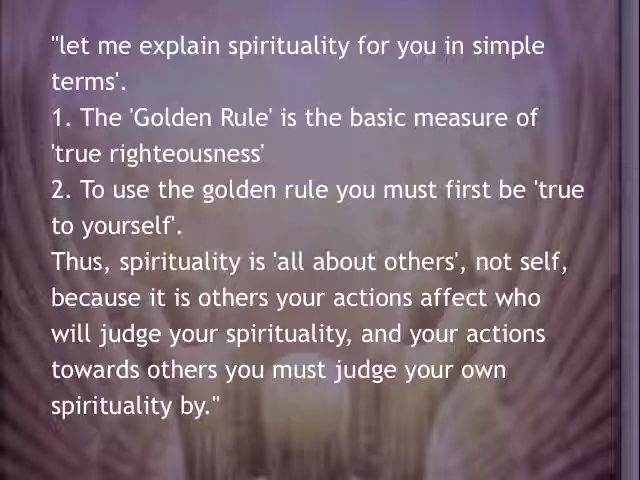 "let me explain spirituality for you in simple
terms'.
1. The 'Golden Rule' is the basic measure of
'true righteousness'
2. To use the golden rule you must first be 'true
to yourself'.
Thus, spirituality is 'all about others', not self,
because it is others your actions affect who
will judge your spirituality, and your actions
towards others you must judge your own
spirituality by."